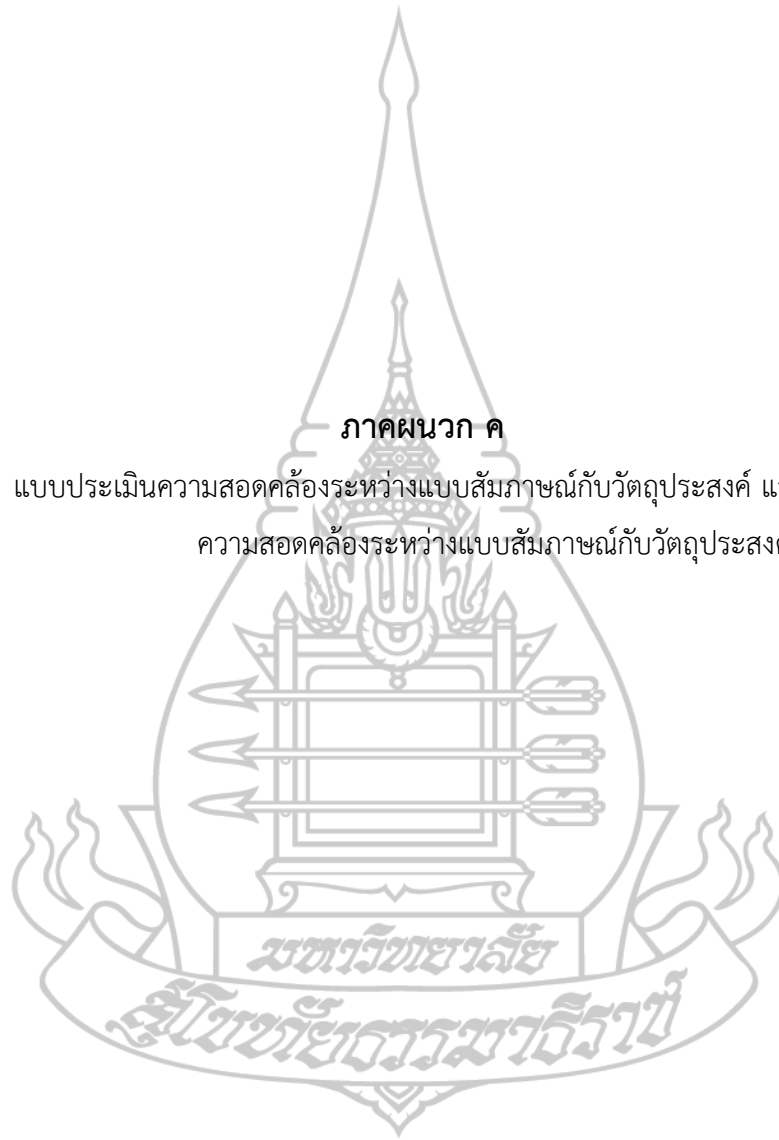 ภาคผนวก ค
แบบประเมินความสอดคล้องระหว่างแบบสัมภาษณ์กับวัตถุประสงค์
ความสอดคล้องระหว่างแบบสัมภาษณ์กับวัตถุประสงค์
มหาวิทยาลัย
สุโขทัยธรรมาธิราช